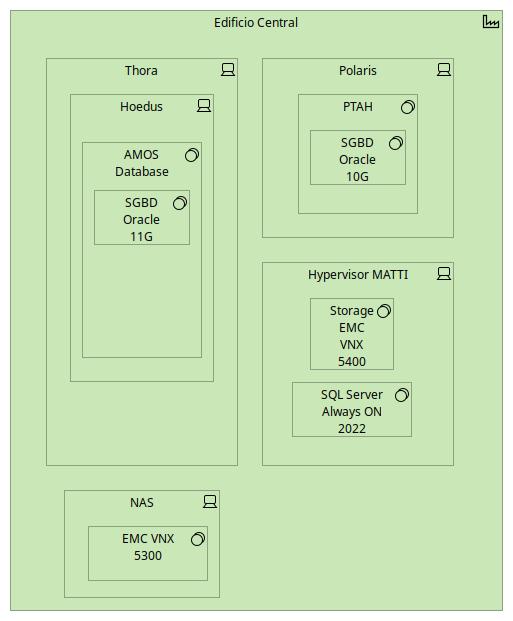 Edificio Central
Thora
Hoedus
AMOS
Database
SGBD
Oracle
11G
Polaris
PTAH
SGBD
Oracle
10G
Hypervisor MATTI
Storage
EMC
VNX
5400
SQL Server
Always ON
2022
NAS
EMC VNX
5300